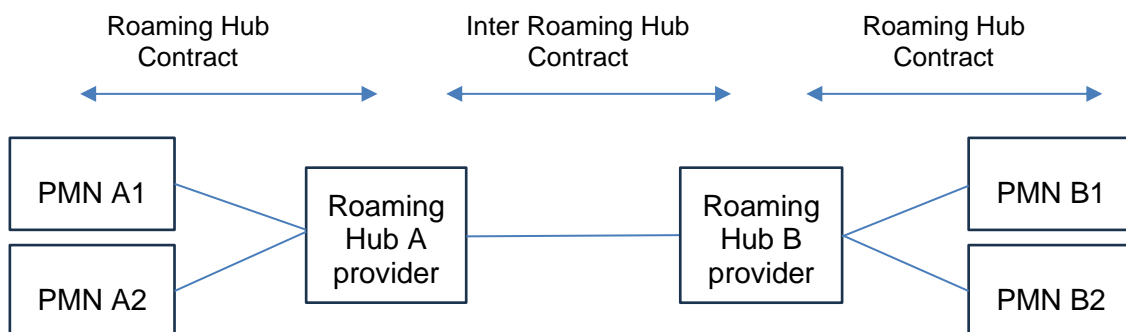 Roaming Hub
Contract
Inter Roaming Hub
Contract
Roaming Hub
Contract
PMN A1
PMN A2
Roaming
Hub A
provider
Roaming
Hub B
provider
PMN B1
PMN B2